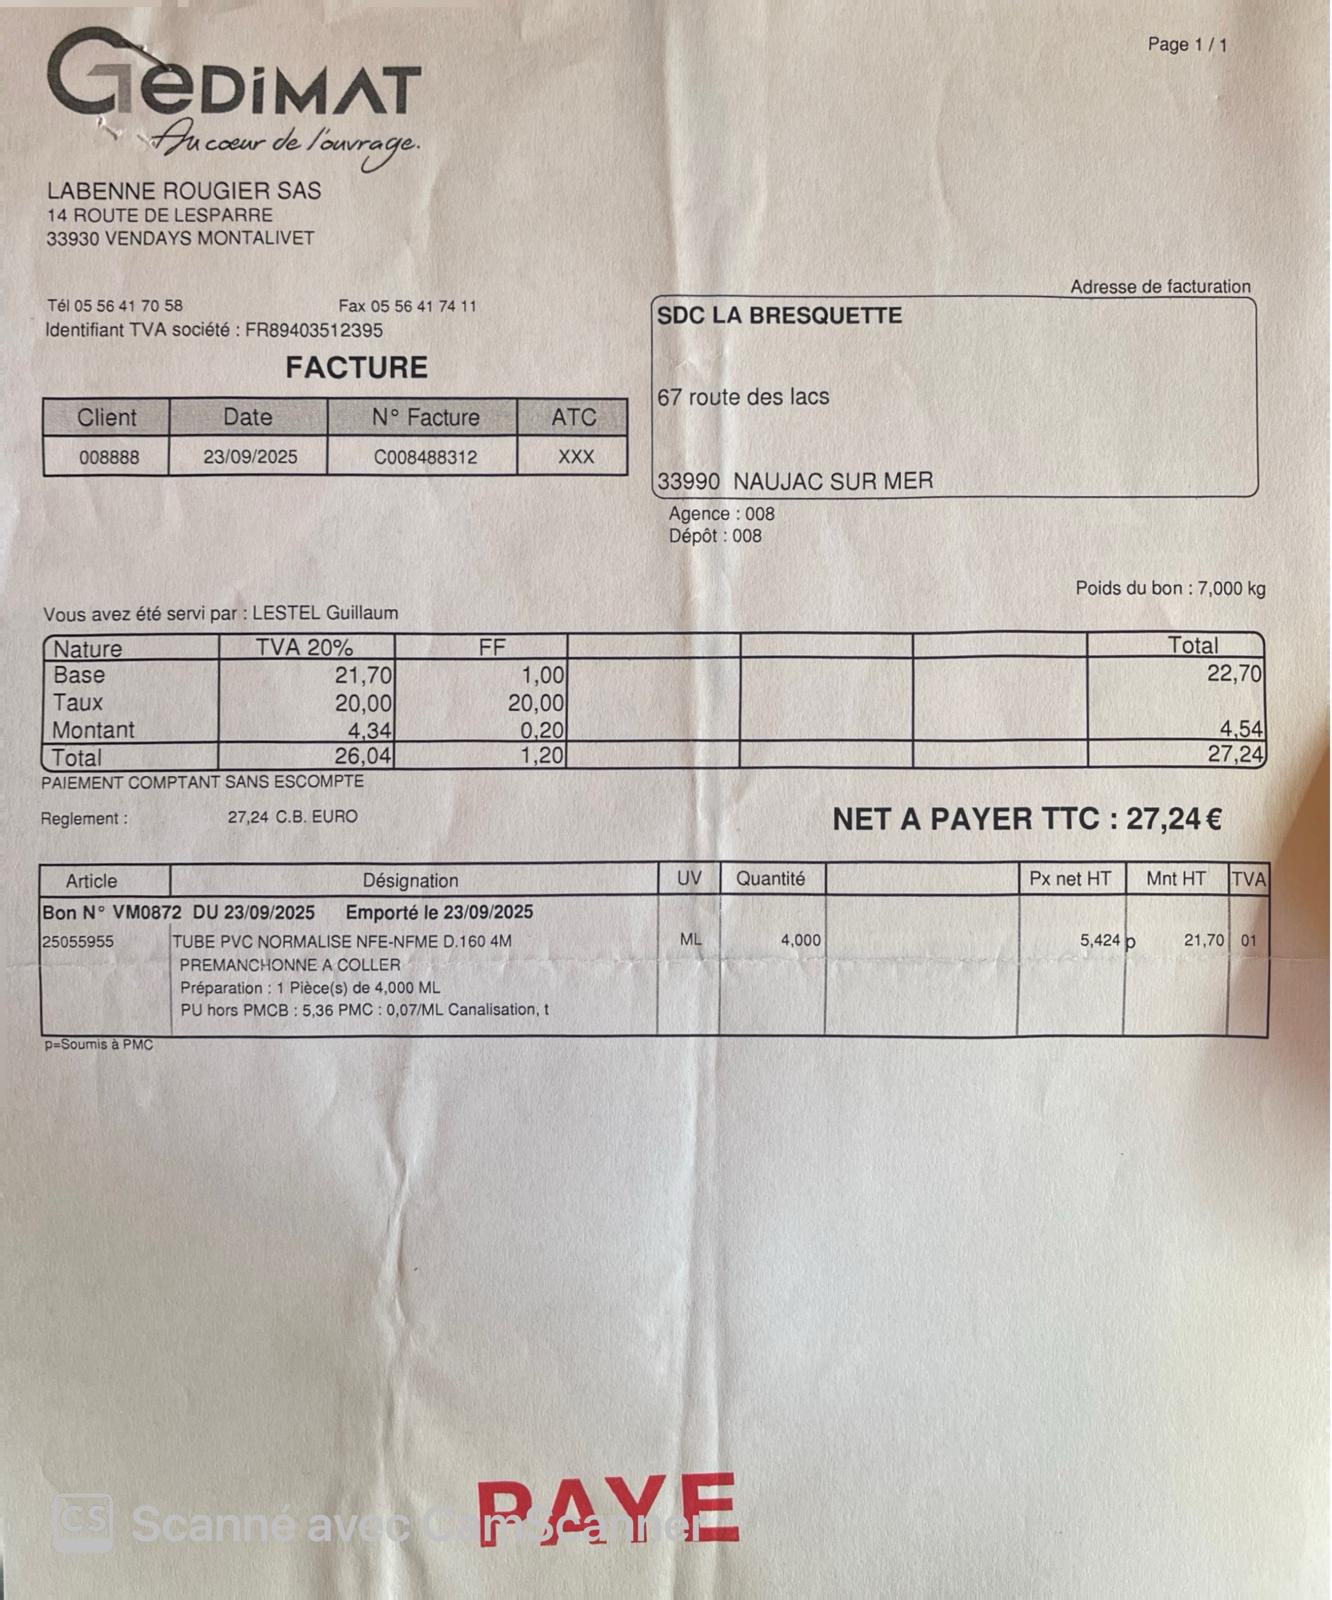 Page 1 / 1
GEDIMAT
Au cœur de l'ouvrage.
LABENNE ROUGIER SAS
14 ROUTE DE LESPARRE
33930 VENDAYS MONTALIVET
Tél 05 56 41 70 58 Fax 05 56 41 74 11
Identifiant TVA société : FR89403512395
FACTURE
Client Date N° Facture ATC
008888 23/09/2025 C008488312 XXX
Adresse de facturation
SDC LA BRESQUETTE
67 route des lacs
33990 NAUJAC SUR MER
Agence : 008
Dépôt : 008
Poids du bon : 7,000 kg
Vous avez été servi par : LESTEL Guillaum
Nature TVA 20% FF Total
Base 21,70 1,00 22,70
Taux 20,00 20,00
Montant 4,34 0,20 4,54
Total 26,04 1,20 27,24
PAIEMENT COMPTANT SANS ESCOMPTE
Reglement : 27,24 C.B. EURO
NET A PAYER TTC : 27,24 €
Article Désignation UV Quantité Px net HT Mnt HT TVA
Bon N° VM0872 DU 23/09/2025 Emporté le 23/09/2025
25055955 TUBE PVC NORMALISE NFE-NFME D.160 4M ML 4,000 5,424 p 21,70 01
PREMANCHONNE A COLLER
Préparation : 1 Pièce(s) de 4,000 ML
PU hors PMCB : 5,36 PMC : 0,07/ML Canalisation, t
p=Soumis à PMC
PAYE
CS Scanné avec CamScanner